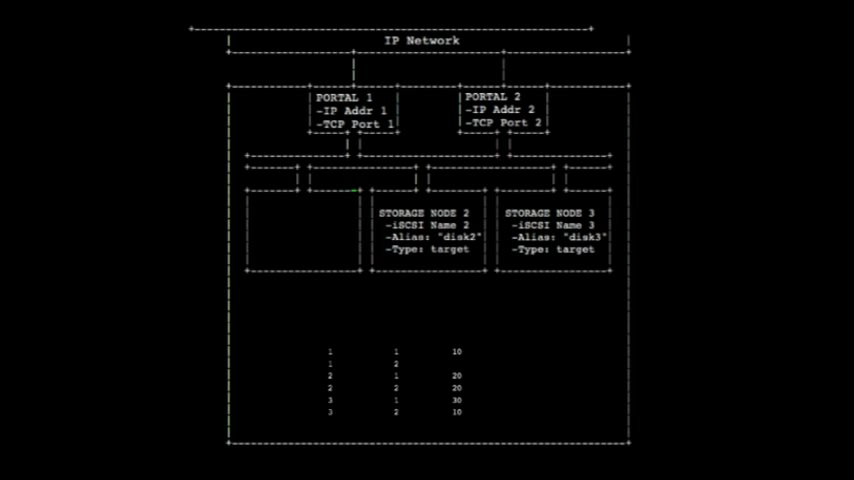 IP Network
PORTAL 1
-IP Addr 1
-TCP Port 1
PORTAL 2
-IP Addr 2
-TCP Port 2
STORAGE NODE 2
-iSCSI Name 2
-Alias: "disk2"
-Type: target
STORAGE NODE 3
-iSCSI Name 3
-Alias: "disk3"
-Type: target
1 1 10
1 2
2 1 20
2 2 20
3 1 30
3 2 10